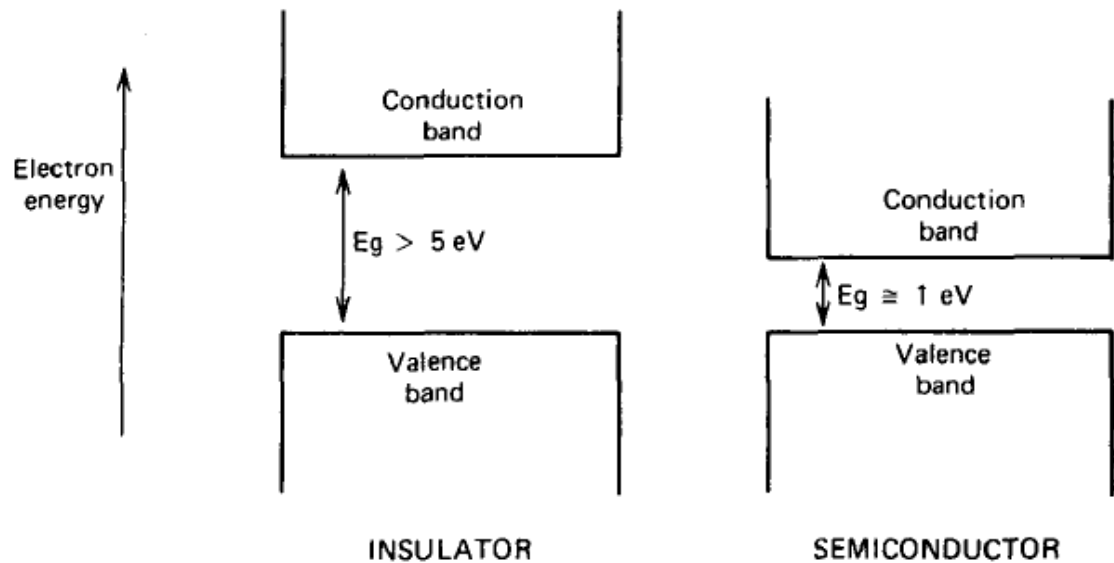 Electron
energy
Conduction
band
Eg > 5 eV
Valence
band
INSULATOR
Conduction
band
Eg ≅ 1 eV
Valence
band
SEMICONDUCTOR